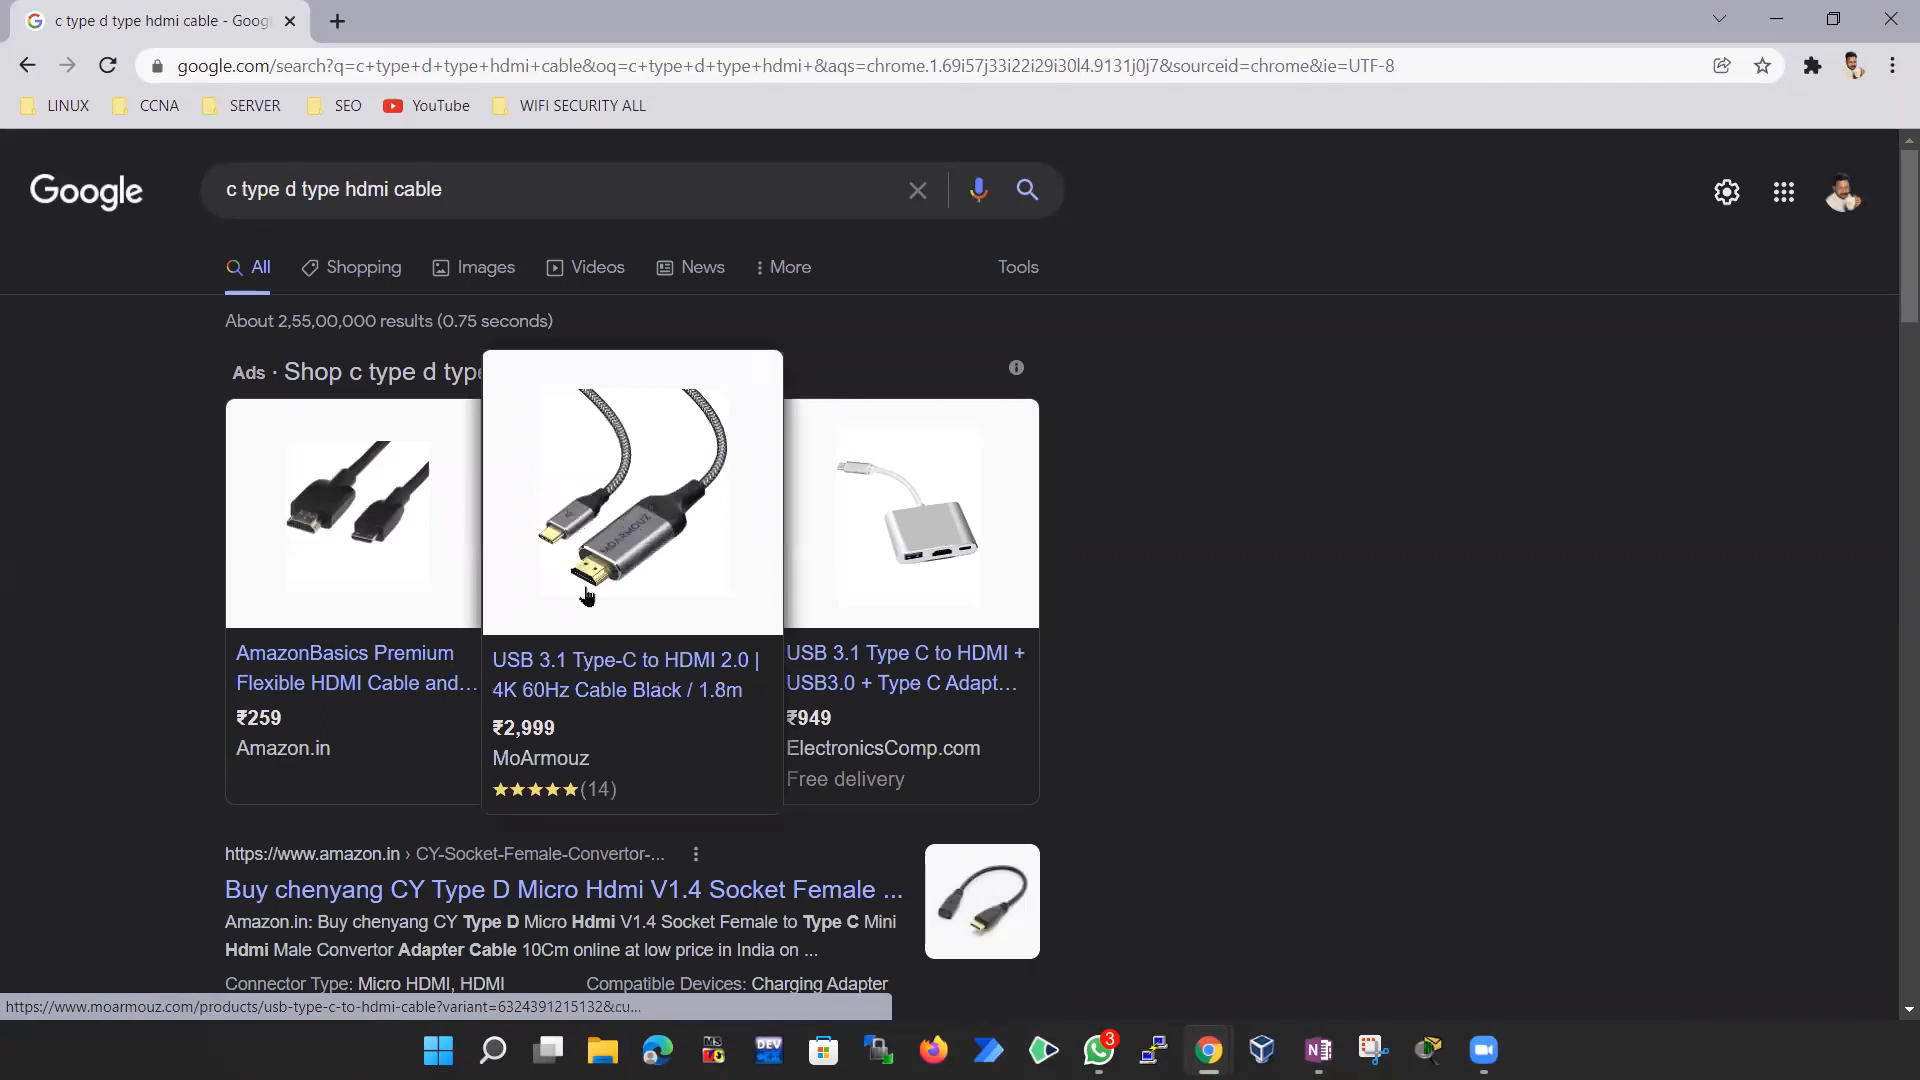 c type d type hdmi cable - Goog
google.com/search?q=c+type+d+type+hdmi+cable&oq=c+type+d+type+hdmi+&aqs=chrome.1.69i57j33i22i29i30l4.9131j0j7&sourceid=chrome&ie=UTF-8
LINUX CCNA SERVER SEO YouTube WIFI SECURITY ALL
Google c type d type hdmi cable
All Shopping Images Videos News More Tools
About 2,55,00,000 results (0.75 seconds)
Ads · Shop c type d type
MOARMOUZ
AmazonBasics Premium
Flexible HDMI Cable and...
₹259
Amazon.in
USB 3.1 Type-C to HDMI 2.0 |
4K 60Hz Cable Black / 1.8m
₹2,999
MoArmouz
(14)
USB 3.1 Type C to HDMI +
USB3.0 + Type C Adapt...
₹949
ElectronicsComp.com
Free delivery
https://www.amazon.in › CY-Socket-Female-Convertor-...
Buy chenyang CY Type D Micro Hdmi V1.4 Socket Female ...
Amazon.in: Buy chenyang CY Type D Micro Hdmi V1.4 Socket Female to Type C Mini
Hdmi Male Convertor Adapter Cable 10Cm online at low price in India on ...
Connector Type: Micro HDMI, HDMI Compatible Devices: Charging Adapter
https://www.moarmouz.com/products/usb-type-c-to-hdmi-cable?variant=6324391215132&cu...
DEV
3
N